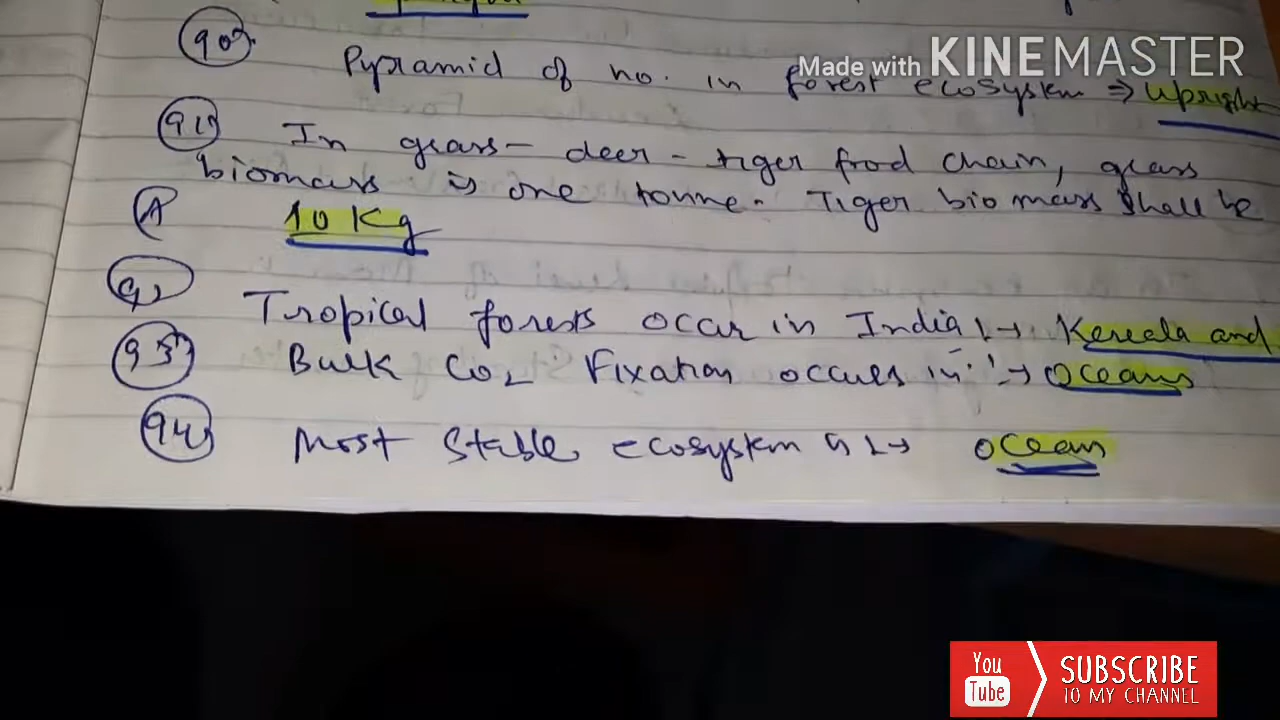 Made with KINEMASTER
90 Pyramid of no. in forest ecosystem ⇒ Upright
91 In grass - deer - tiger food chain, grass
biomass is one tonne. Tiger biomass shall be
A 10 Kg
92 Tropical forests occur in India :→ Kerala and
93 Bulk CO2 Fixation occurs in :→ Oceans
94 Most stable ecosystem is :→ Ocean
You Tube SUBSCRIBE
TO MY CHANNEL